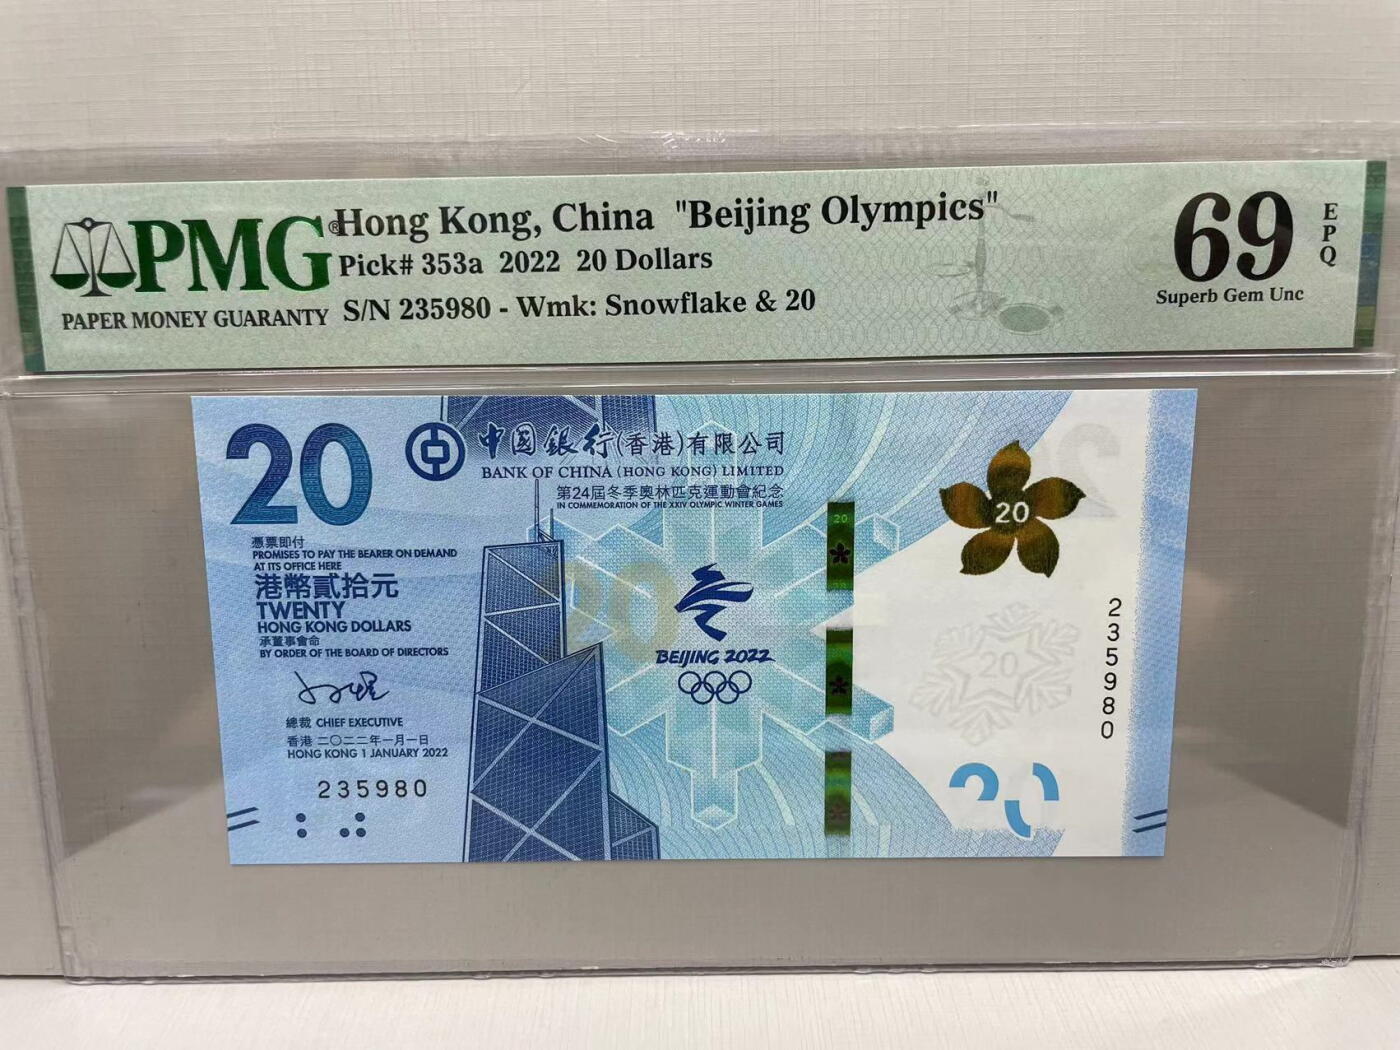 PMG®
PAPER MONEY GUARANTY
Hong Kong, China "Beijing Olympics"
Pick# 353a 2022 20 Dollars
S/N 235980 - Wmk: Snowflake & 20
69
EPQ
Superb Gem Unc
20
中國銀行(香港)有限公司
BANK OF CHINA (HONG KONG) LIMITED
第24屆冬季奧林匹克運動會紀念
IN COMMEMORATION OF THE XXIV OLYMPIC WINTER GAMES
憑票即付
PROMISES TO PAY THE BEARER ON DEMAND
AT ITS OFFICE HERE
港幣貳拾元
TWENTY
HONG KONG DOLLARS
承董事會命
BY ORDER OF THE BOARD OF DIRECTORS
總裁 CHIEF EXECUTIVE
香港 二〇二二年一月一日
HONG KONG 1 JANUARY 2022
235980
20
BEIJING 2022
20
20
20
235980
20